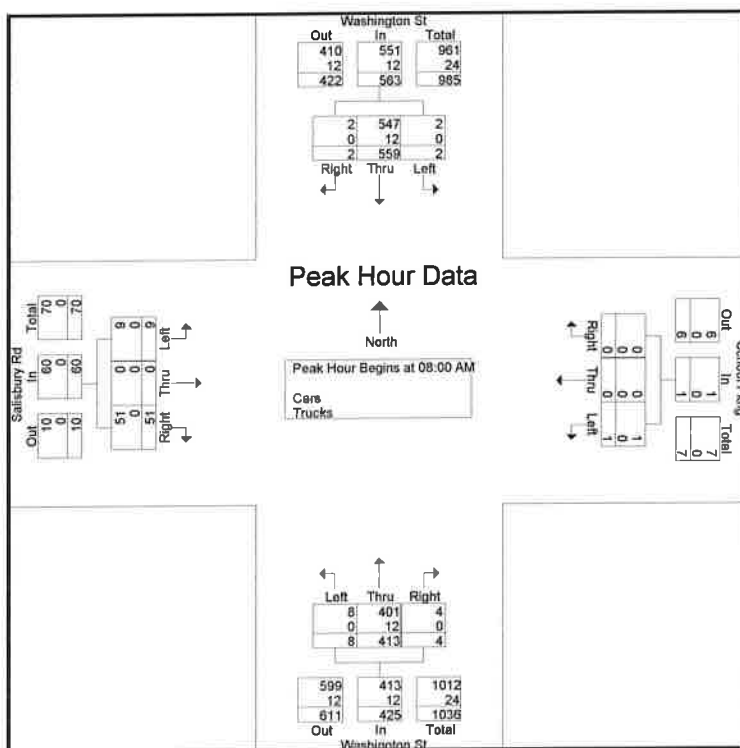 Washington St
Out In Total
410 551 961
12 12 24
422 563 985
2 547 2
0 12 0
2 559 2
Right Thru Left
Peak Hour Data
North
Peak Hour Begins at 08:00 AM
Cars
Trucks
Salisbury Rd
Out In Total
10 60 70
0 0 0
10 60 70
Right Thru Left
51 0 9
0 0 0
51 0 9
Out In Total
6 1 7
0 0 0
6 1 7
Right Thru Left
0 0 1
0 0 0
0 0 1
Left Thru Right
8 401 4
0 12 0
8 413 4
599 413 1012
12 12 24
611 425 1036
Out In Total
Washington St